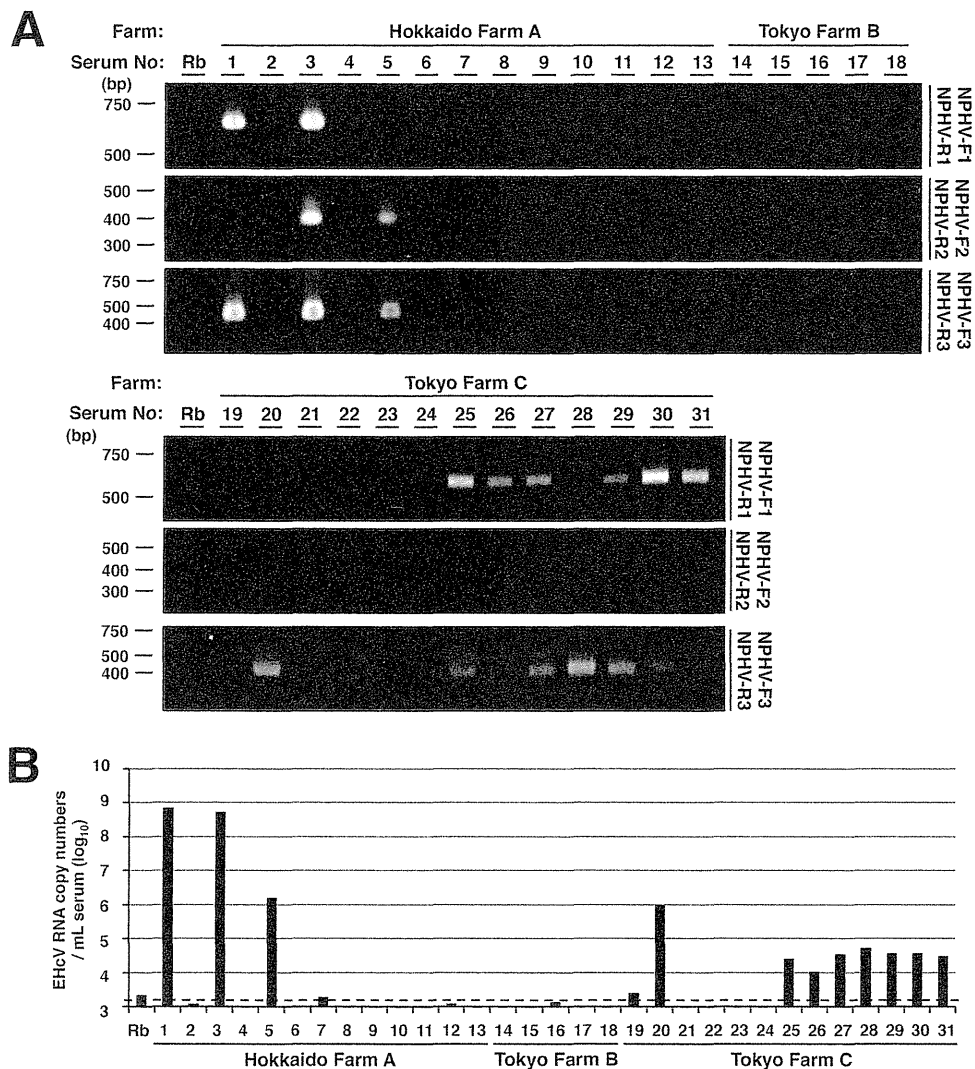 A
Farm: Hokkaido Farm A Tokyo Farm B
Serum No: Rb 1 2 3 4 5 6 7 8 9 10 11 12 13 14 15 16 17 18
(bp)
750
500
NPHV-F1
NPHV-R1
500
400
300
NPHV-F2
NPHV-R2
750
500
400
NPHV-F3
NPHV-R3
Farm: Tokyo Farm C
Serum No: Rb 19 20 21 22 23 24 25 26 27 28 29 30 31
(bp)
750
500
NPHV-F1
NPHV-R1
500
400
300
NPHV-F2
NPHV-R2
750
500
400
NPHV-F3
NPHV-R3
B
EHcV RNA copy numbers
/ mL serum (log10)
10
9
8
7
6
5
4
3
Rb 1 2 3 4 5 6 7 8 9 10 11 12 13 14 15 16 17 18 19 20 21 22 23 24 25 26 27 28 29 30 31
Hokkaido Farm A Tokyo Farm B Tokyo Farm C